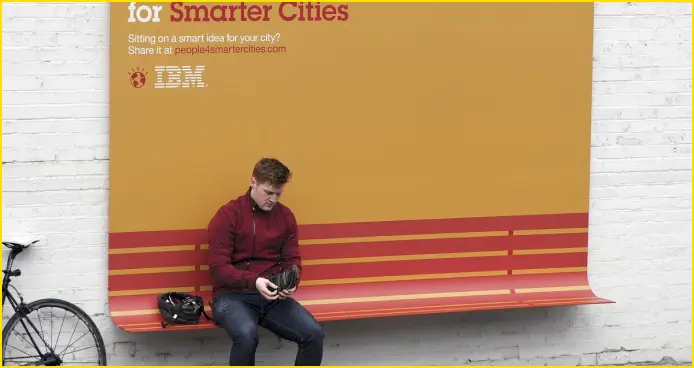 for Smarter Cities
Sitting on a smart idea for your city?
Share it at people4smartercities.com
IBM